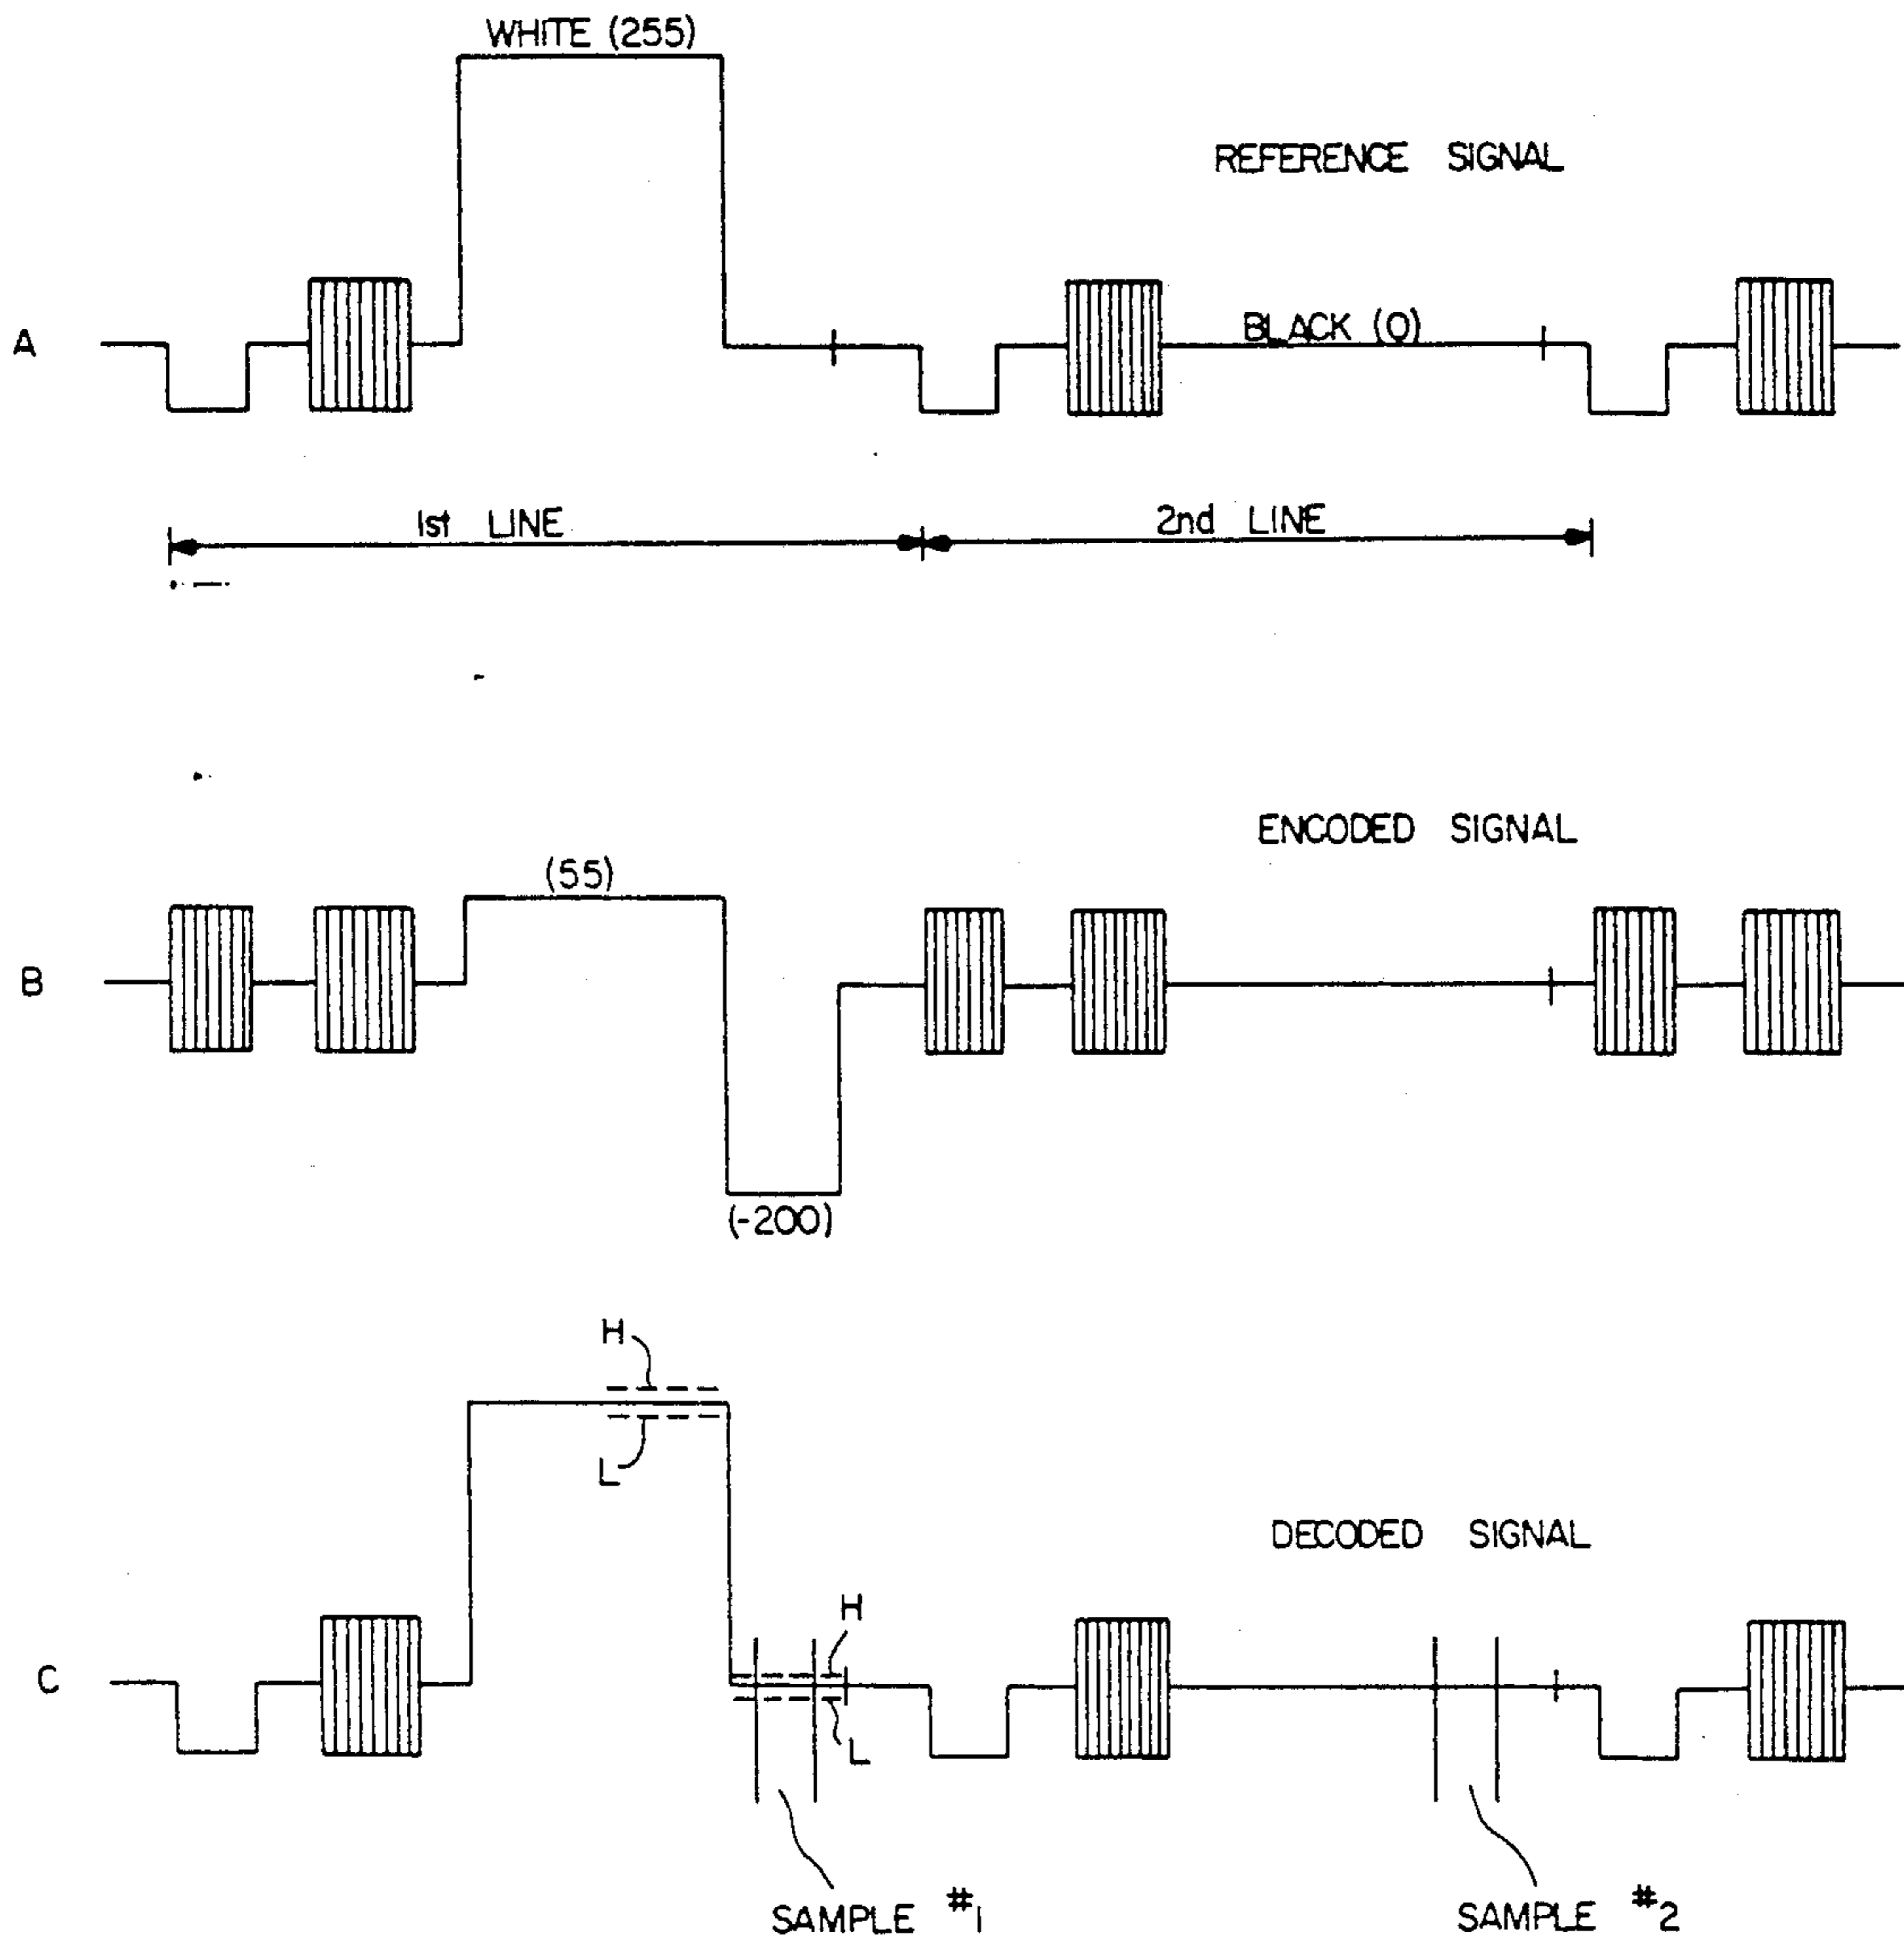 WHITE (255)
REFERENCE SIGNAL
A
BLACK (0)
1st LINE
2nd LINE
ENCODED SIGNAL
(55)
B
(-200)
H
L
DECODED SIGNAL
H
C
L
SAMPLE #1
SAMPLE #2